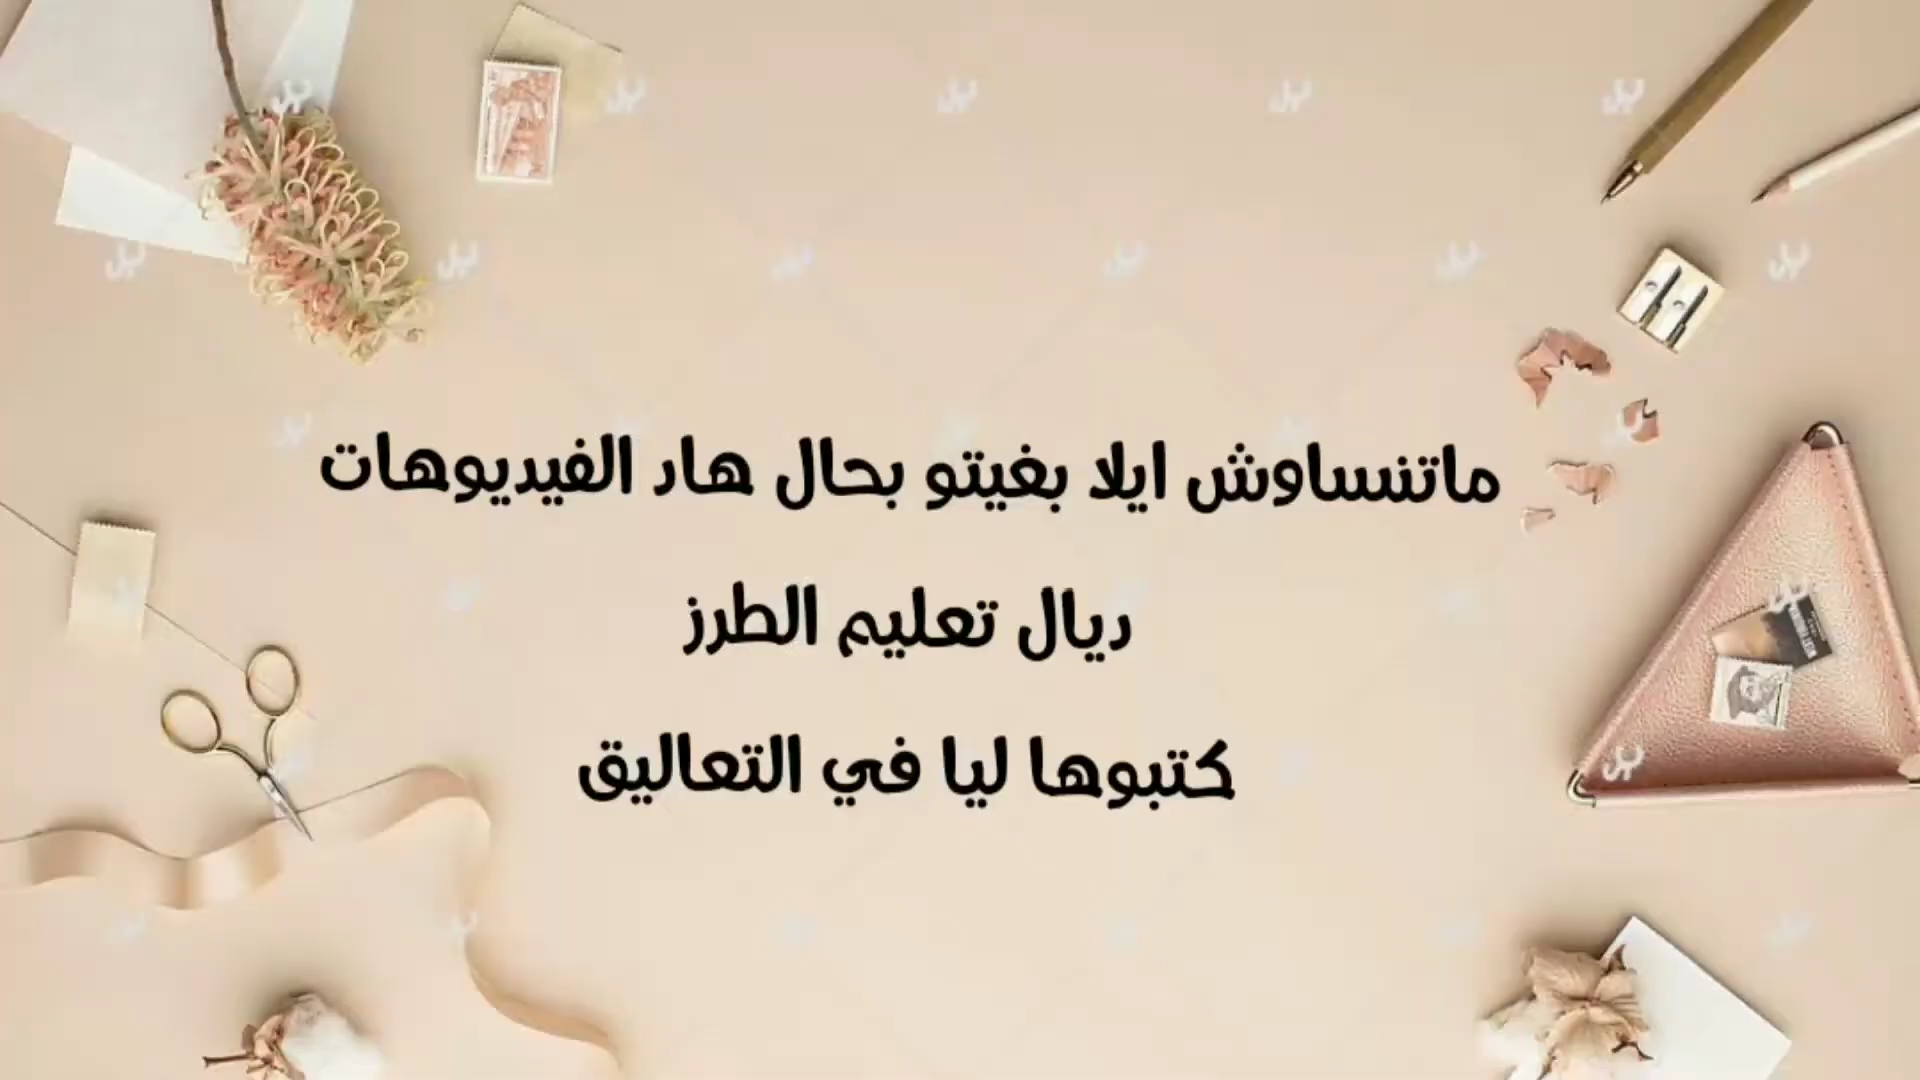 ماتنساوش ايلا بغيتو بحال هاد الفيديوهات
ديال تعليم الطرز
كتبوها ليا في التعاليق